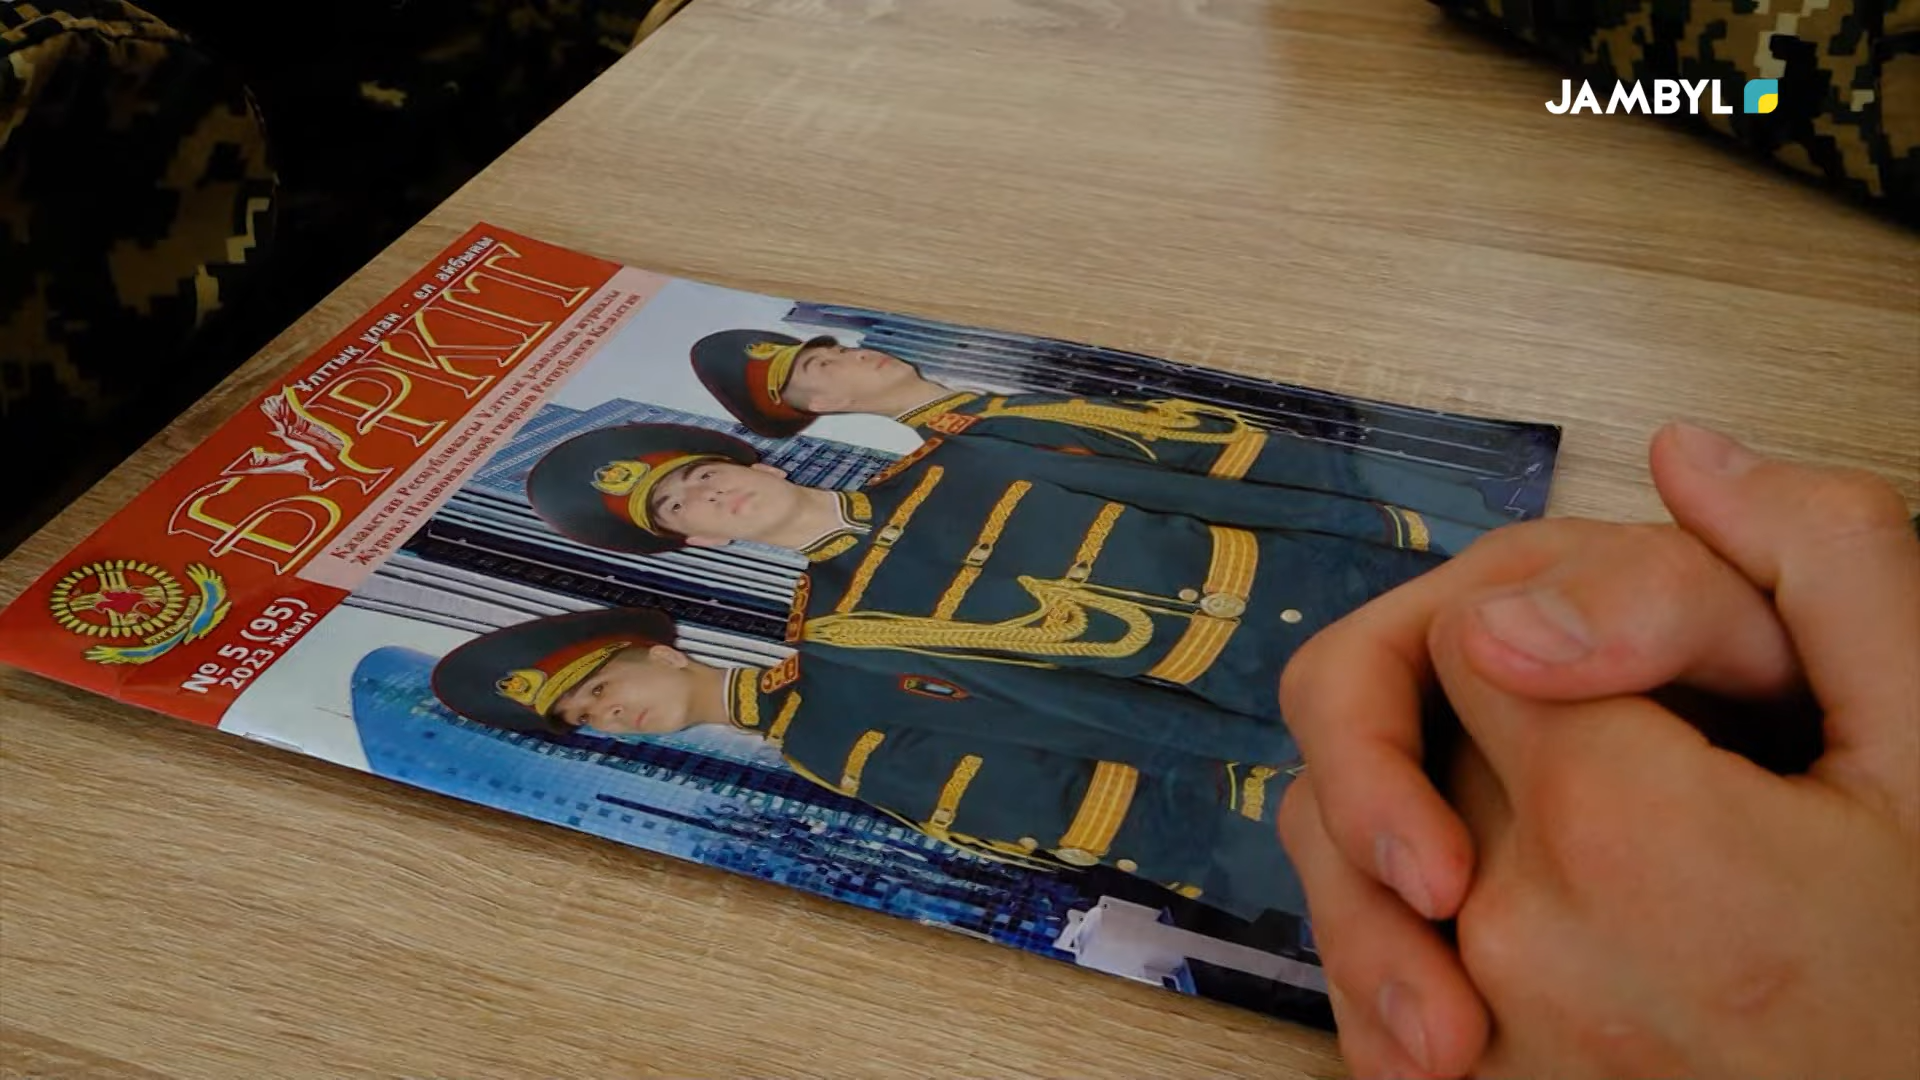 JAMBYL
Ұлттық ұлан - ел айбыны
БҮРКІТ
Қазақстан Республикасы Ұлттық ұланының журналы
Журнал Национальной гвардии Республики Казахстан
№ 5 (95)
2023 жыл